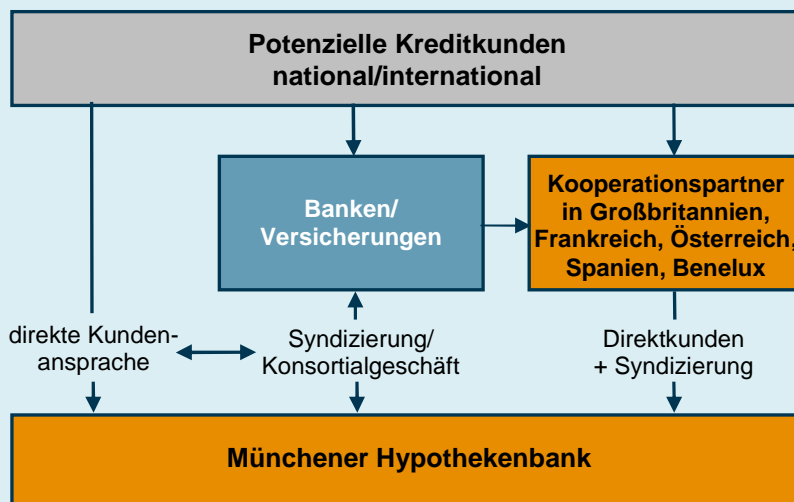 Potenzielle Kreditkunden
national/international
Banken/
Versicherungen
Kooperationspartner
in Großbritannien,
Frankreich, Österreich,
Spanien, Benelux
direkte Kunden-
ansprache
Syndizierung/
Konsortialgeschäft
Direktkunden
+ Syndizierung
Münchener Hypothekenbank